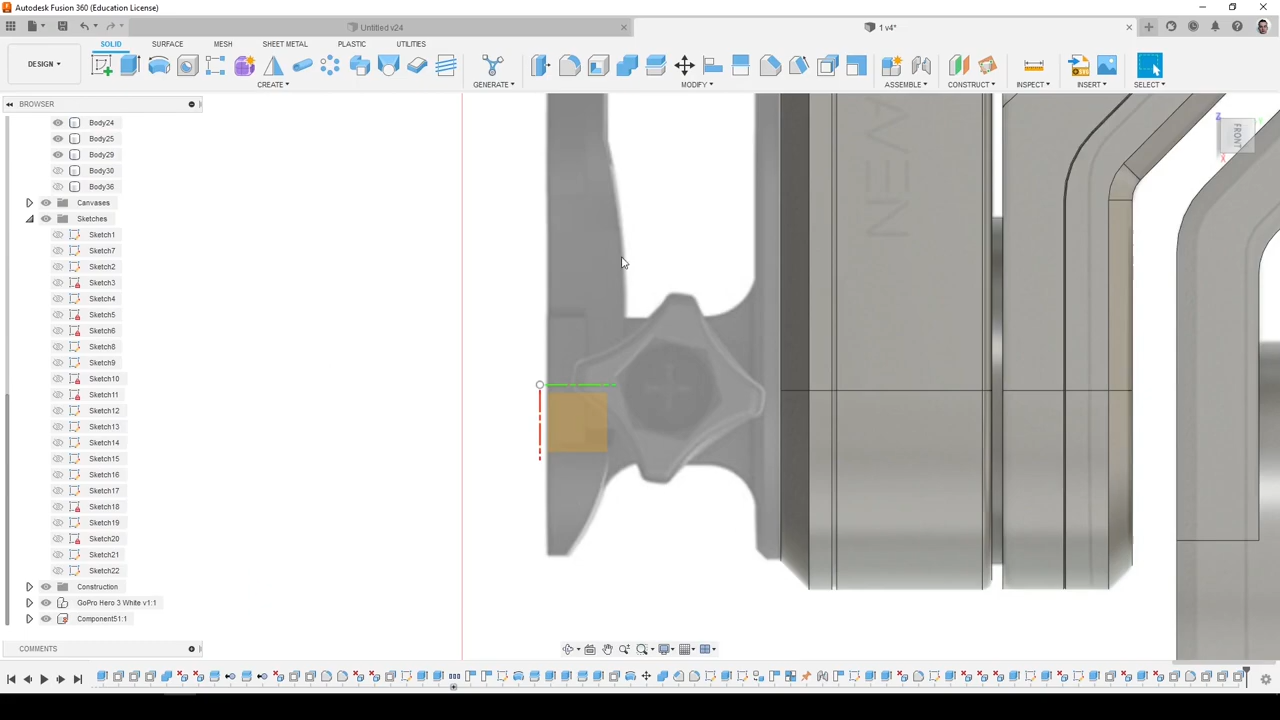 Autodesk Fusion 360 (Education License)
Untitled v24
1 v4*
SOLID SURFACE MESH SHEET METAL PLASTIC UTILITIES
DESIGN
CREATE
GENERATE
MODIFY
ASSEMBLE
CONSTRUCT
INSPECT
INSERT
SELECT
BROWSER
Body24
Body25
Body29
Body30
Body36
Canvases
Sketches
Sketch1
Sketch7
Sketch2
Sketch3
Sketch4
Sketch5
Sketch6
Sketch8
Sketch9
Sketch10
Sketch11
Sketch12
Sketch13
Sketch14
Sketch15
Sketch16
Sketch17
Sketch18
Sketch19
Sketch20
Sketch21
Sketch22
Construction
GoPro Hero 3 White v1:1
Component51:1
COMMENTS
FRONT
Z
X
Y